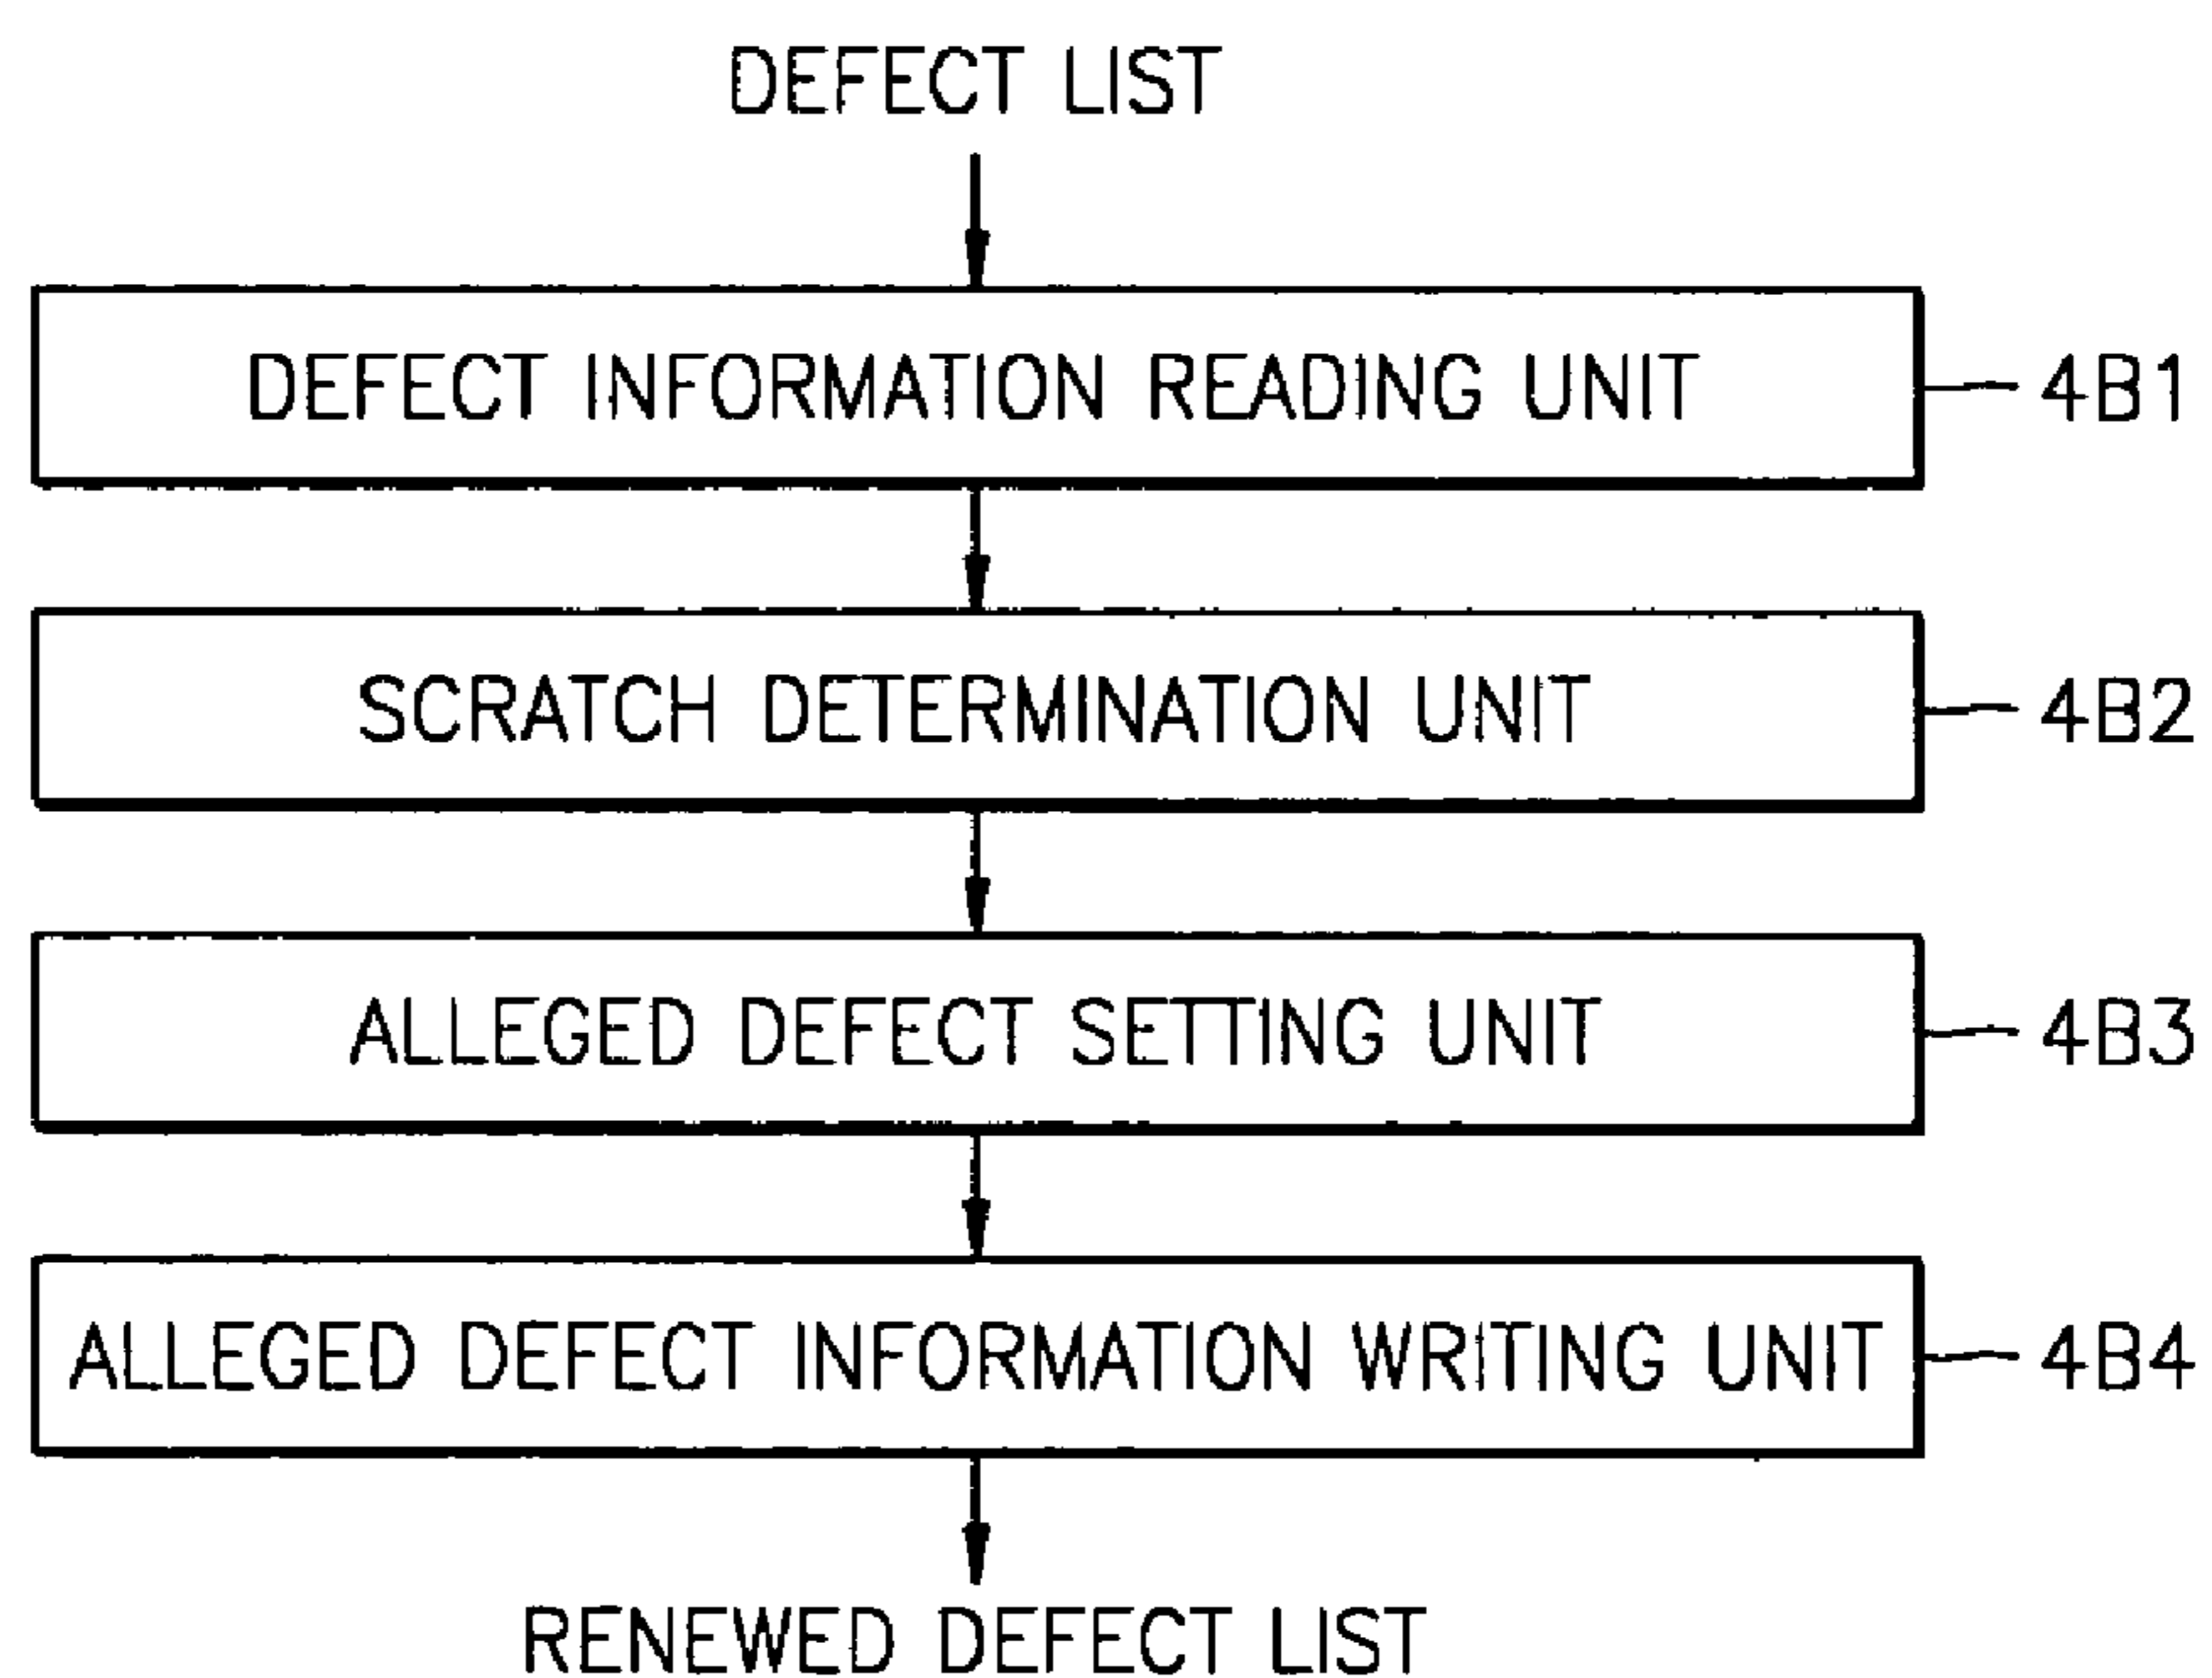 DEFECT LIST
DEFECT INFORMATION READING UNIT 4B1
SCRATCH DETERMINATION UNIT 4B2
ALLEGED DEFECT SETTING UNIT 4B3
ALLEGED DEFECT INFORMATION WRITING UNIT 4B4
RENEWED DEFECT LIST